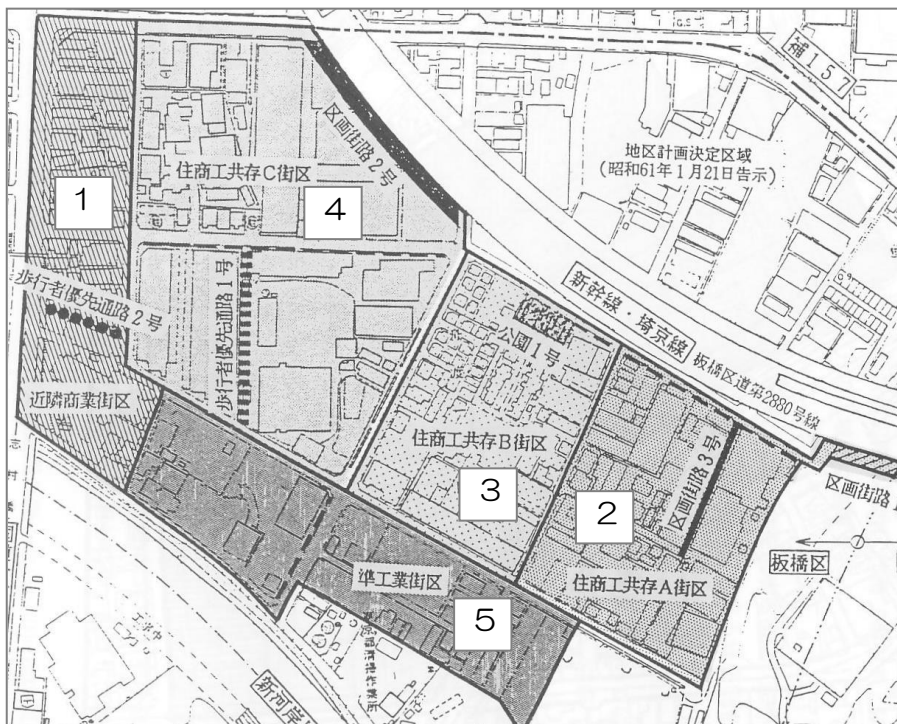 補157
区画街路2号
地区計画決定区域
(昭和61年1月21日告示)
住商工共存C街区
1
4
歩行者優先通路1号
歩行者優先通路2号
新幹線・埼京線
板橋区道第2880号線
公園1号
近隣商業街区
住商工共存B街区
区画街路3号
3
2
区画街路
板橋区
準工業街区
住商工共存A街区
5
新河岸